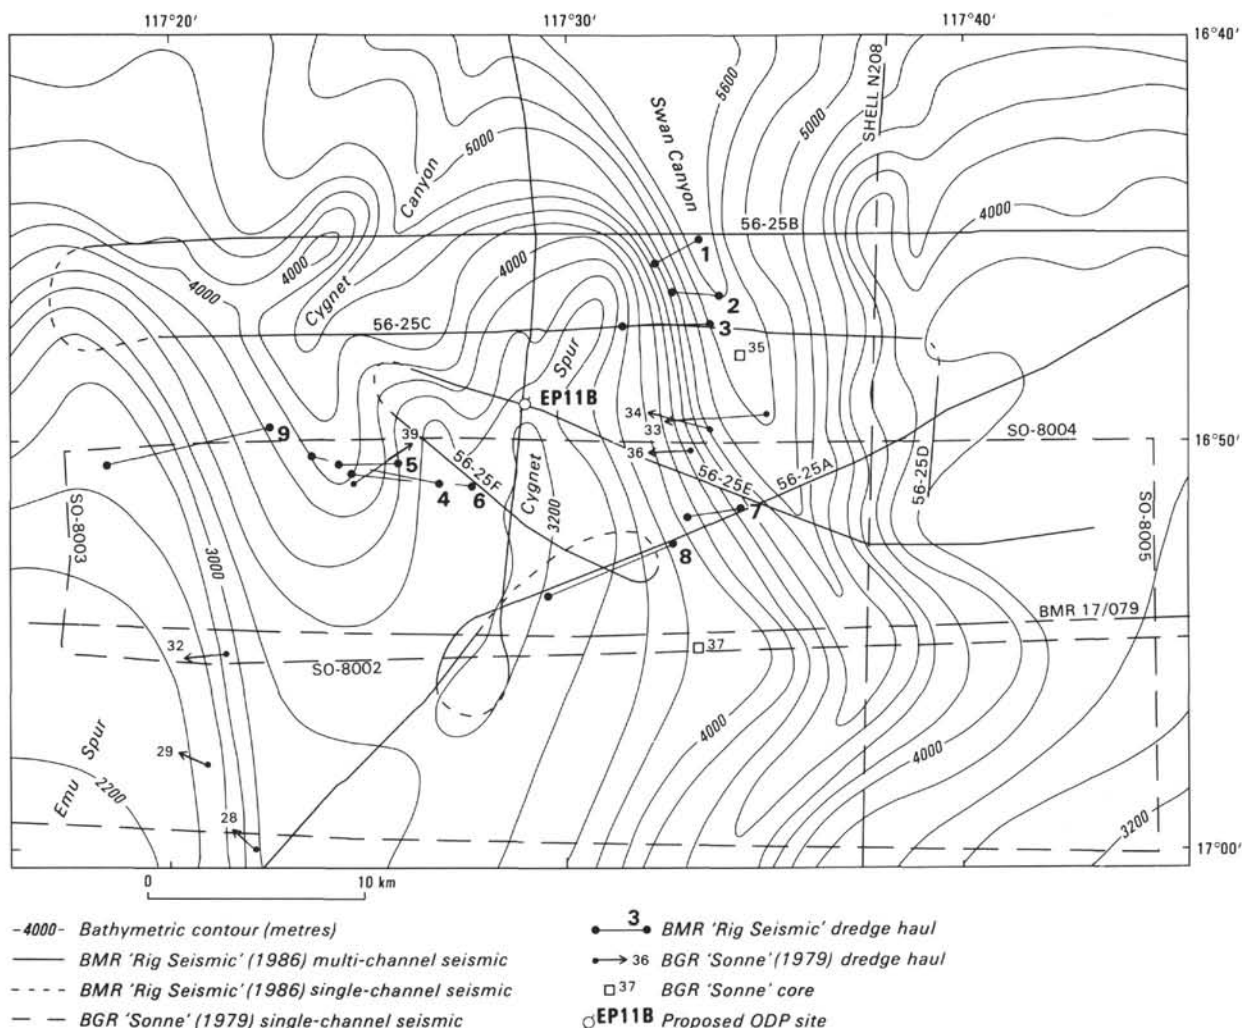 117°20'
117°30'
117°40'
16°40'
5600
5000
SHELL N208
Swan Canyon
5000
Canyon
4000
56-25B
1
4000
4000
4000
Cygnet
2
56-25C
3
35
Spur
EP11B
34
33
9
39
SO-8004
16°50'
36
5
56-25F
56-25E
56-25A
56-25D
4
6
Cygnet
3200
7
SO-8003
3000
8
SO-8005
BMR 17/079
32
SO-8002
37
29
4000
4000
Emu Spur
2200
28
3200
17°00'
0
10 km
-4000- Bathymetric contour (metres)
BMR 'Rig Seismic' (1986) multi-channel seismic
BMR 'Rig Seismic' (1986) single-channel seismic
BGR 'Sonne' (1979) single-channel seismic
3 BMR 'Rig Seismic' dredge haul
36 BGR 'Sonne' (1979) dredge haul
37 BGR 'Sonne' core
EP11B Proposed ODP site